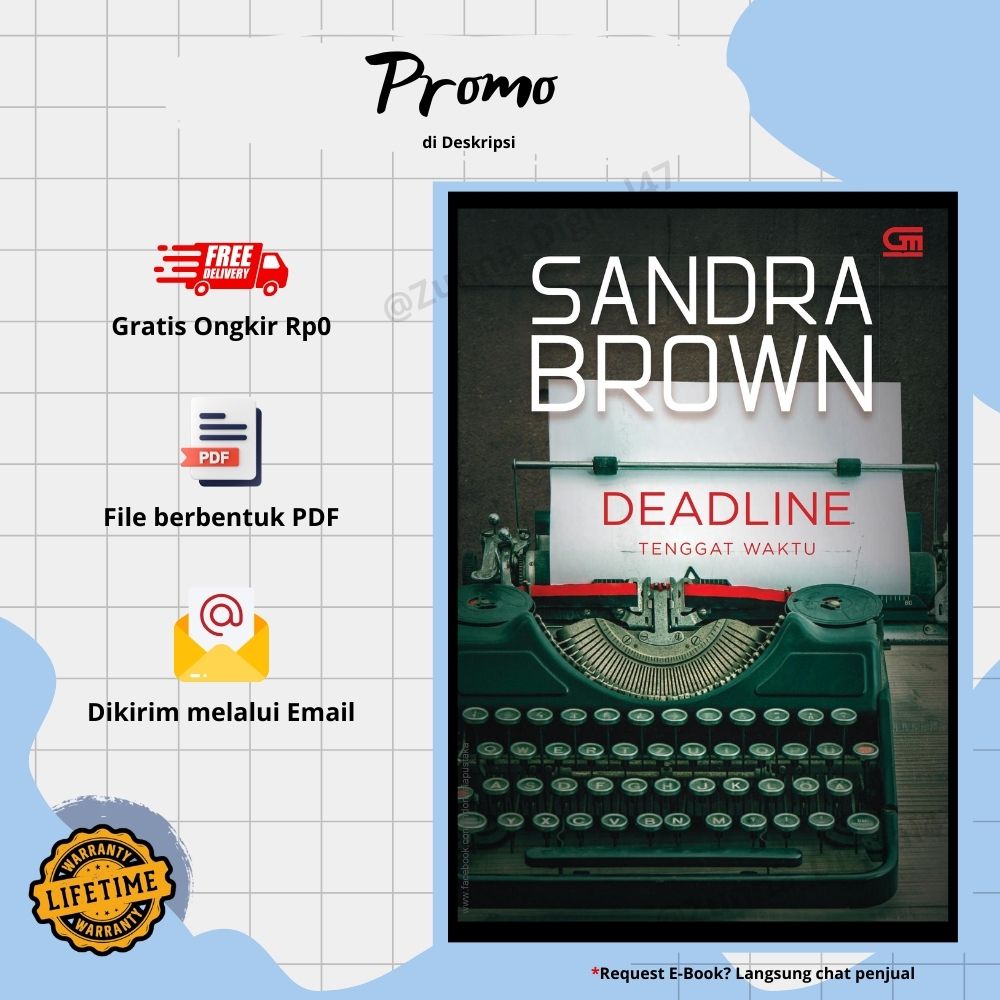 Promo
di Deskripsi
FREE
DELIVERY
Gratis Ongkir Rp0
PDF
File berbentuk PDF
@
Dikirim melalui Email
WARRANTY
LIFETIME
WARRANTY
Gm
SANDRA
BROWN
DEADLINE
TENGGAT WAKTU
Q W E R T Z U I O Ü
A S D F G H J K Ö Ä
Y X C V B N M
*Request E-Book? Langsung chat penjual